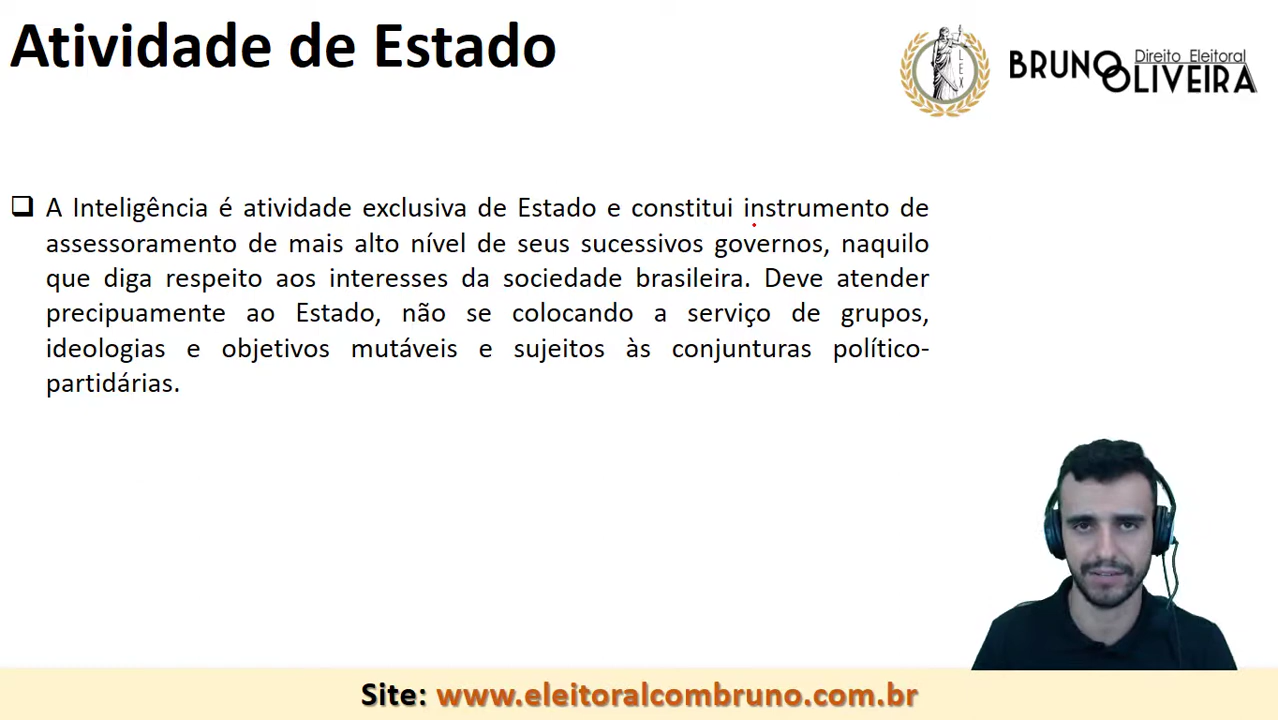 Atividade de Estado
LEX
BRUNO OLIVEIRA
Direito Eleitoral
A Inteligência é atividade exclusiva de Estado e constitui instrumento de
assessoramento de mais alto nível de seus sucessivos governos, naquilo
que diga respeito aos interesses da sociedade brasileira. Deve atender
precipuamente ao Estado, não se colocando a serviço de grupos,
ideologias e objetivos mutáveis e sujeitos às conjunturas político-
partidárias.
Site: www.eleitoralcombruno.com.br